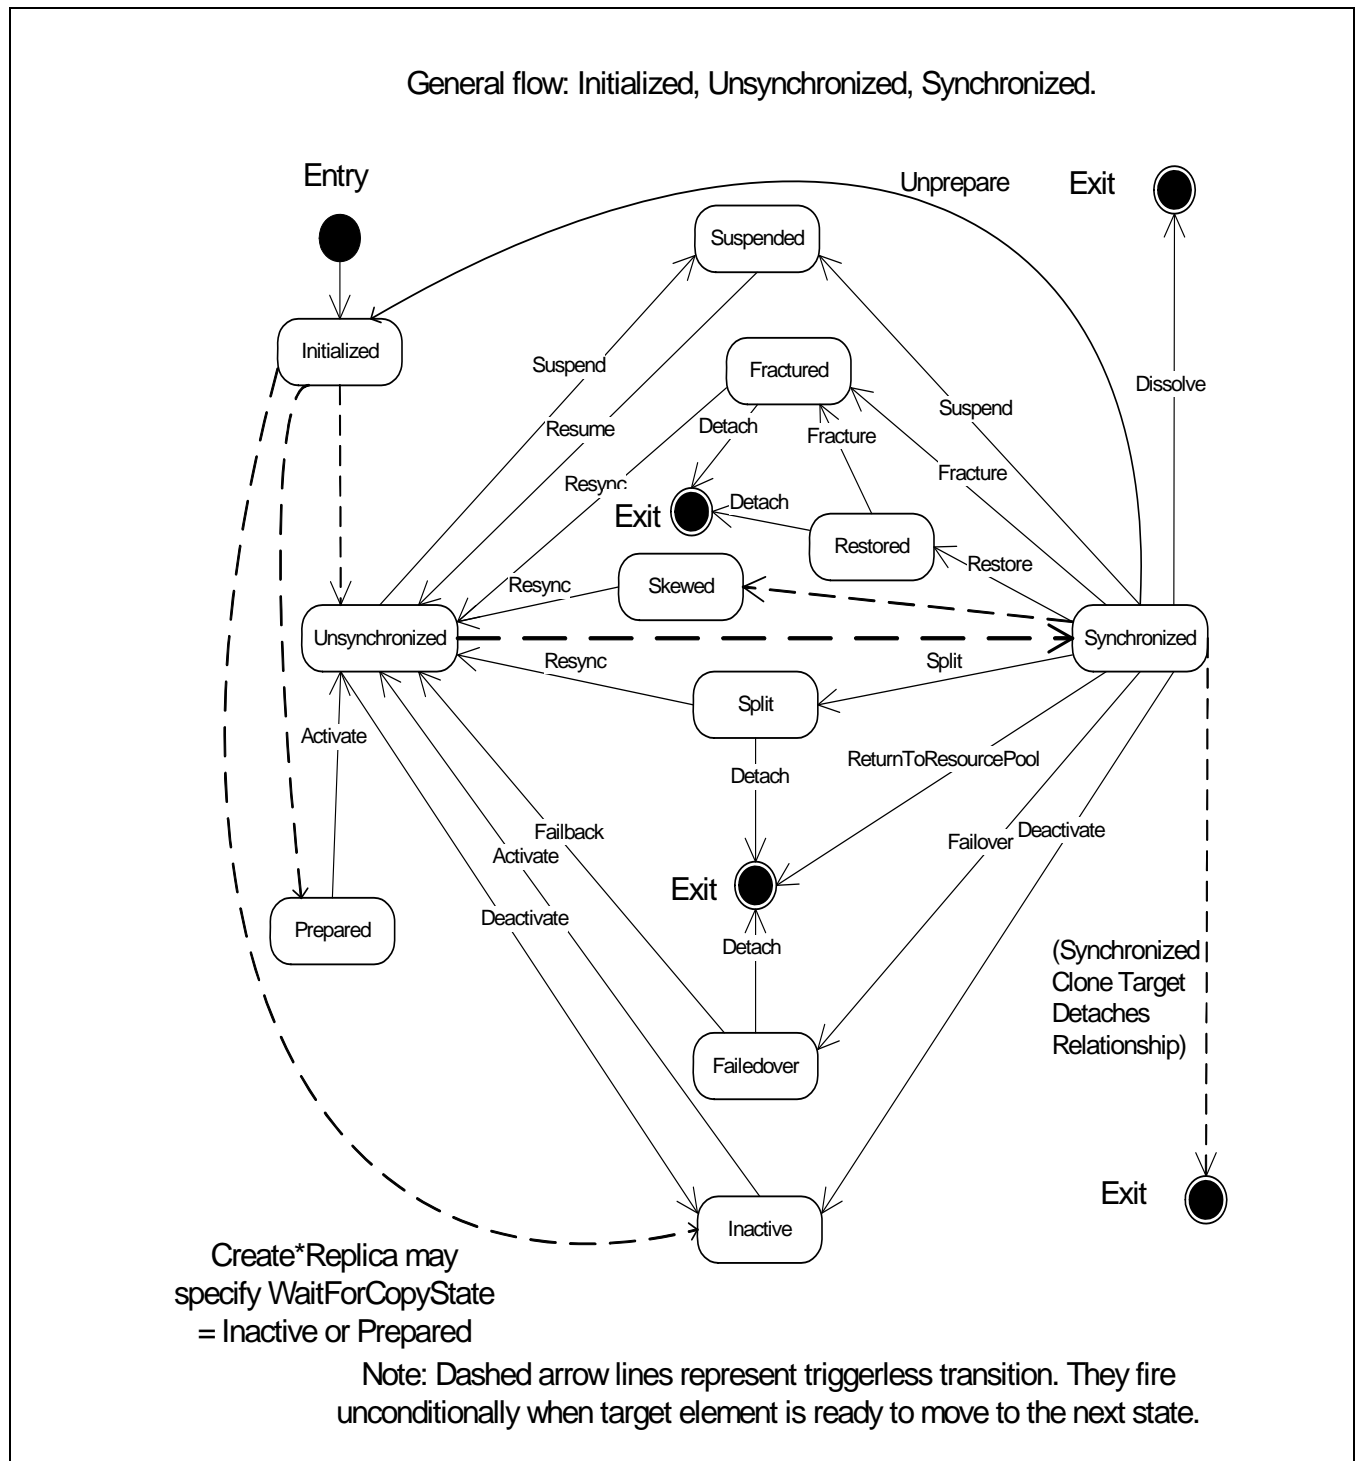 General flow: Initialized, Unsynchronized, Synchronized.
Entry
Unprepare
Exit
Suspended
Initialized
Suspend
Fractured
Dissolve
Suspend
Resume
Detach
Fracture
Fracture
Resync
Exit
Detach
Restored
Restore
Resync
Skewed
Unsynchronized
Synchronized
Resync
Split
Split
Activate
Detach
ReturnToResourcePool
Failback
Activate
Failover
Deactivate
Exit
Deactivate
Prepared
Detach
(Synchronized
Clone Target
Detaches
Relationship)
Failedover
Exit
Inactive
Create*Replica may
specify WaitForCopyState
= Inactive or Prepared
Note: Dashed arrow lines represent triggerless transition. They fire
unconditionally when target element is ready to move to the next state.